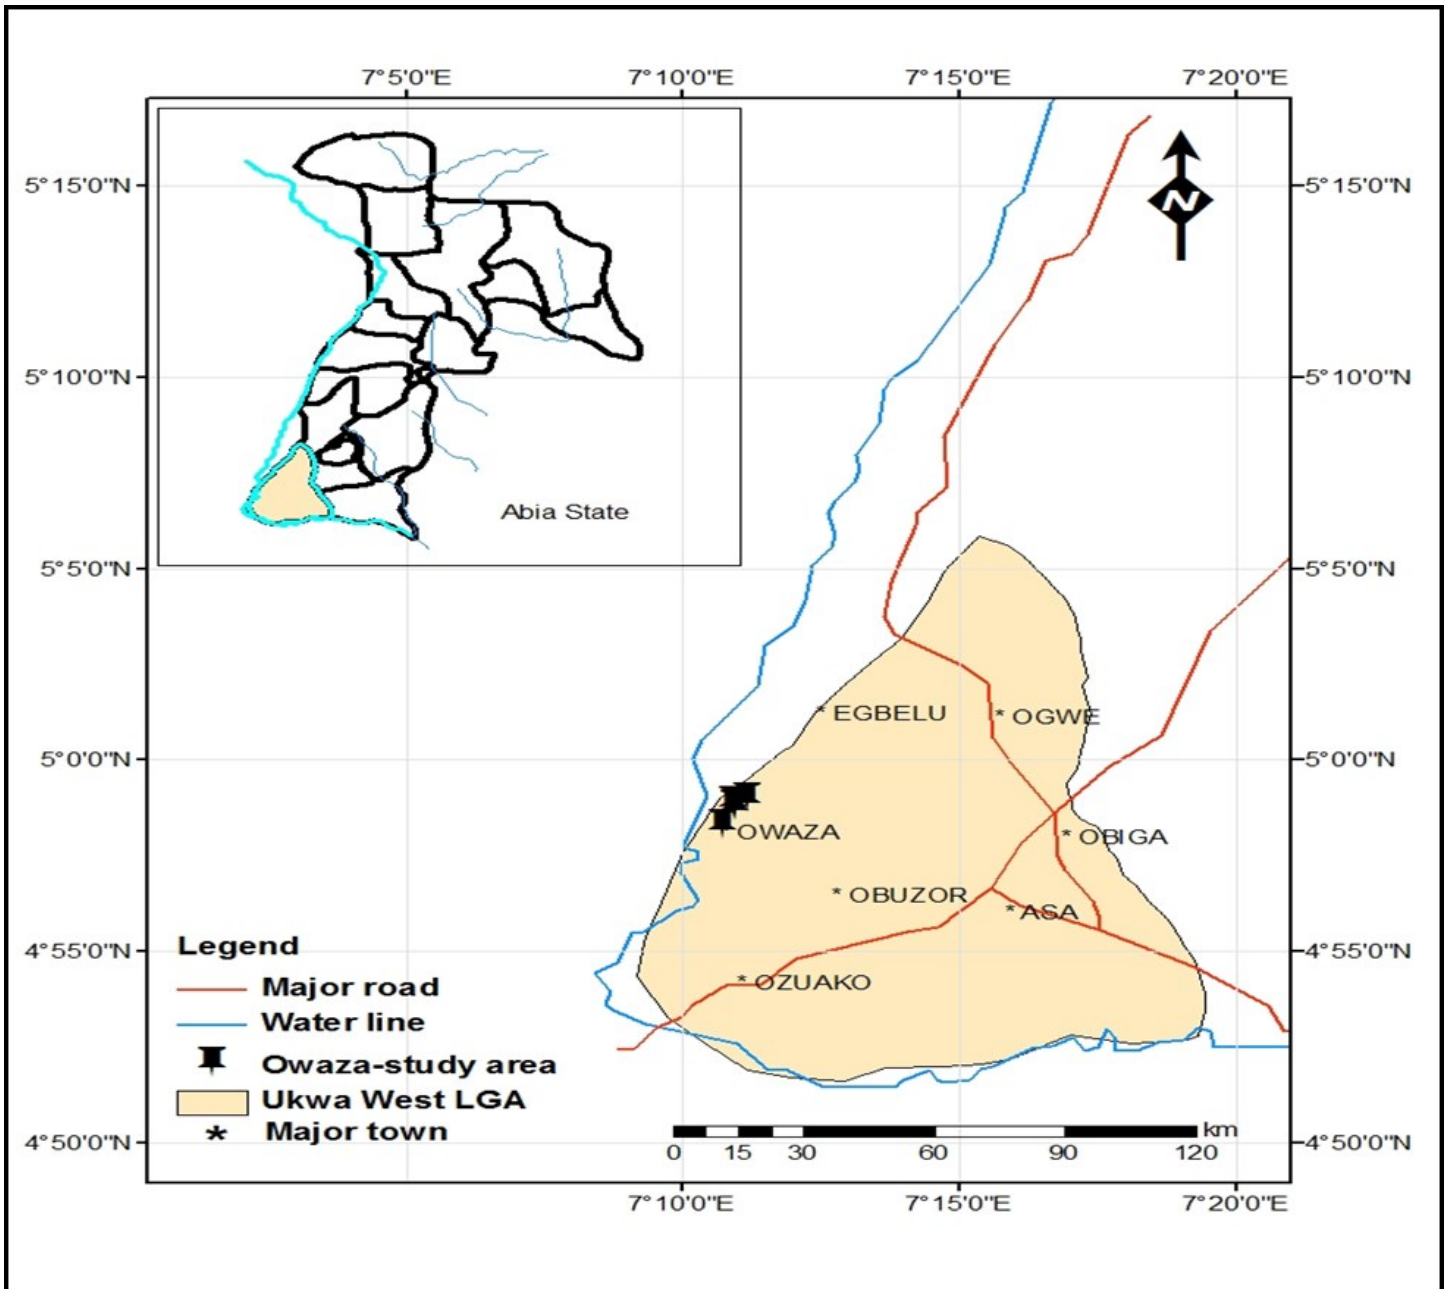 7°5'0"E 7°10'0"E 7°15'0"E 7°20'0"E
5°15'0"N 5°15'0"N
N
5°10'0"N 5°10'0"N
Abia State
5°5'0"N 5°5'0"N
* EGBELU * OGWE
5°0'0"N 5°0'0"N
OWAZA * OBIGA
* OBUZOR * ASA
4°55'0"N 4°55'0"N
* OZUAKO
Legend
Major road
Water line
Owaza-study area
Ukwa West LGA
* Major town
4°50'0"N 4°50'0"N
km
0 15 30 60 90 120
7°10'0"E 7°15'0"E 7°20'0"E